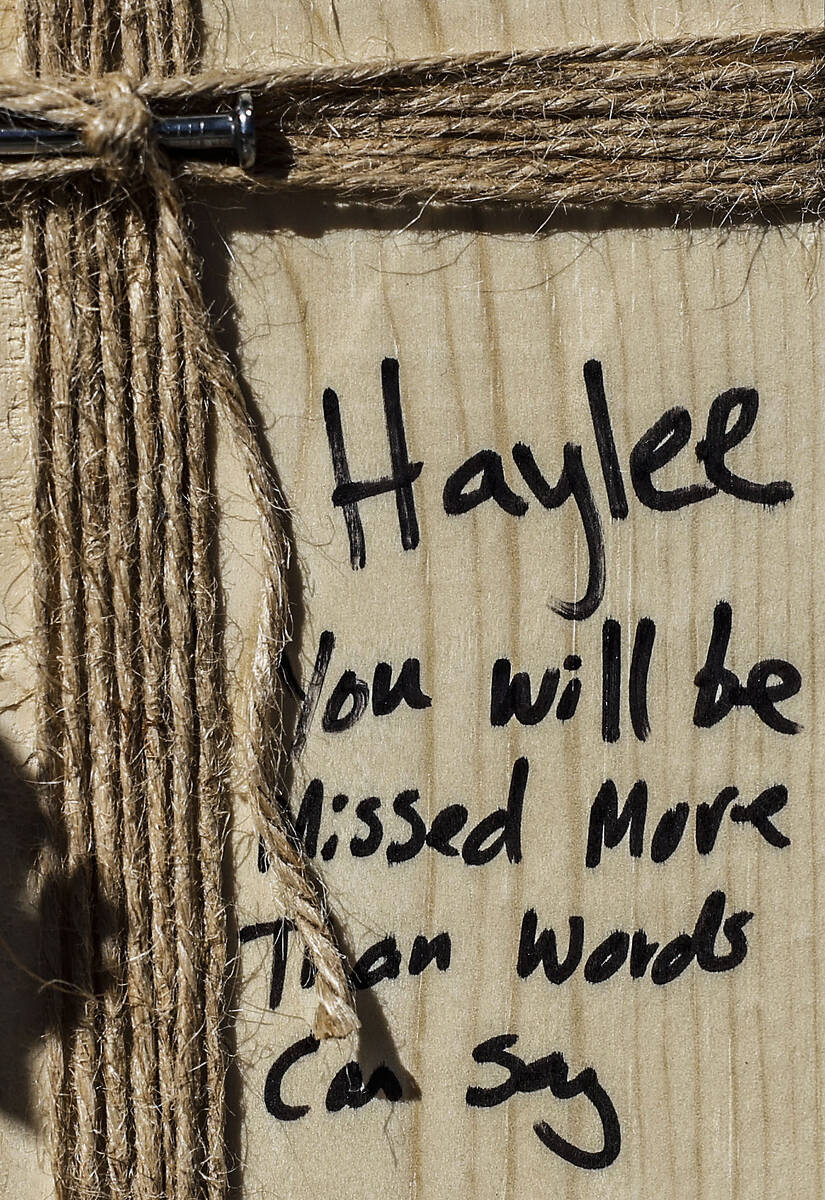 Haylee
You will be
Missed More
Than Words
Can Say